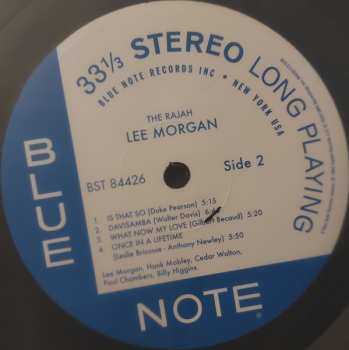 33 1/3 STEREO LONG PLAYING
BLUE NOTE RECORDS INC • NEW YORK USA
THE RAJAH
LEE MORGAN
BST 84426
Side 2
1 IS THAT SO (Duke Pearson) 5:15
2 DAVISAMBA (Walter Davis)
3 WHAT NOW MY LOVE (Gilbert Becaud) 5:20
4 ONCE IN A LIFETIME
(Leslie Bricusse - Anthony Newley) 5:50
Lee Morgan, Hank Mobley, Cedar Walton,
Paul Chambers, Billy Higgins.
BLUE
NOTE